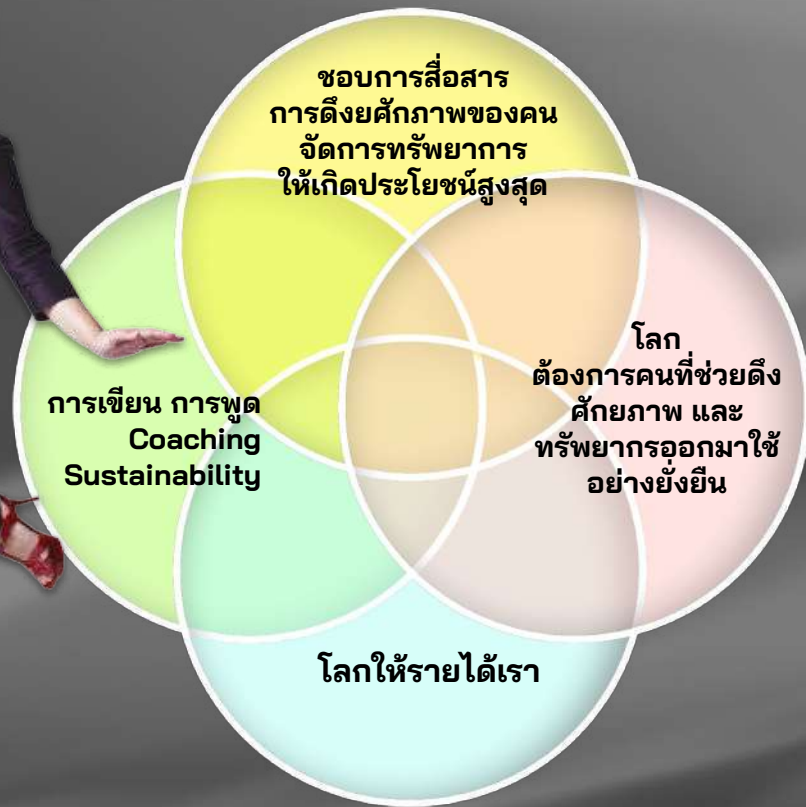 ชอบการสื่อสาร
การดึงยศักภาพของคน
จัดการทรัพยาการ
ให้เกิดประโยชน์สูงสุด
การเขียน การพูด
Coaching
Sustainability
โลก
ต้องการคนที่ช่วยดึง
ศักยภาพ และ
ทรัพยากรออกมาใช้
อย่างยั่งยืน
โลกให้รายได้เรา